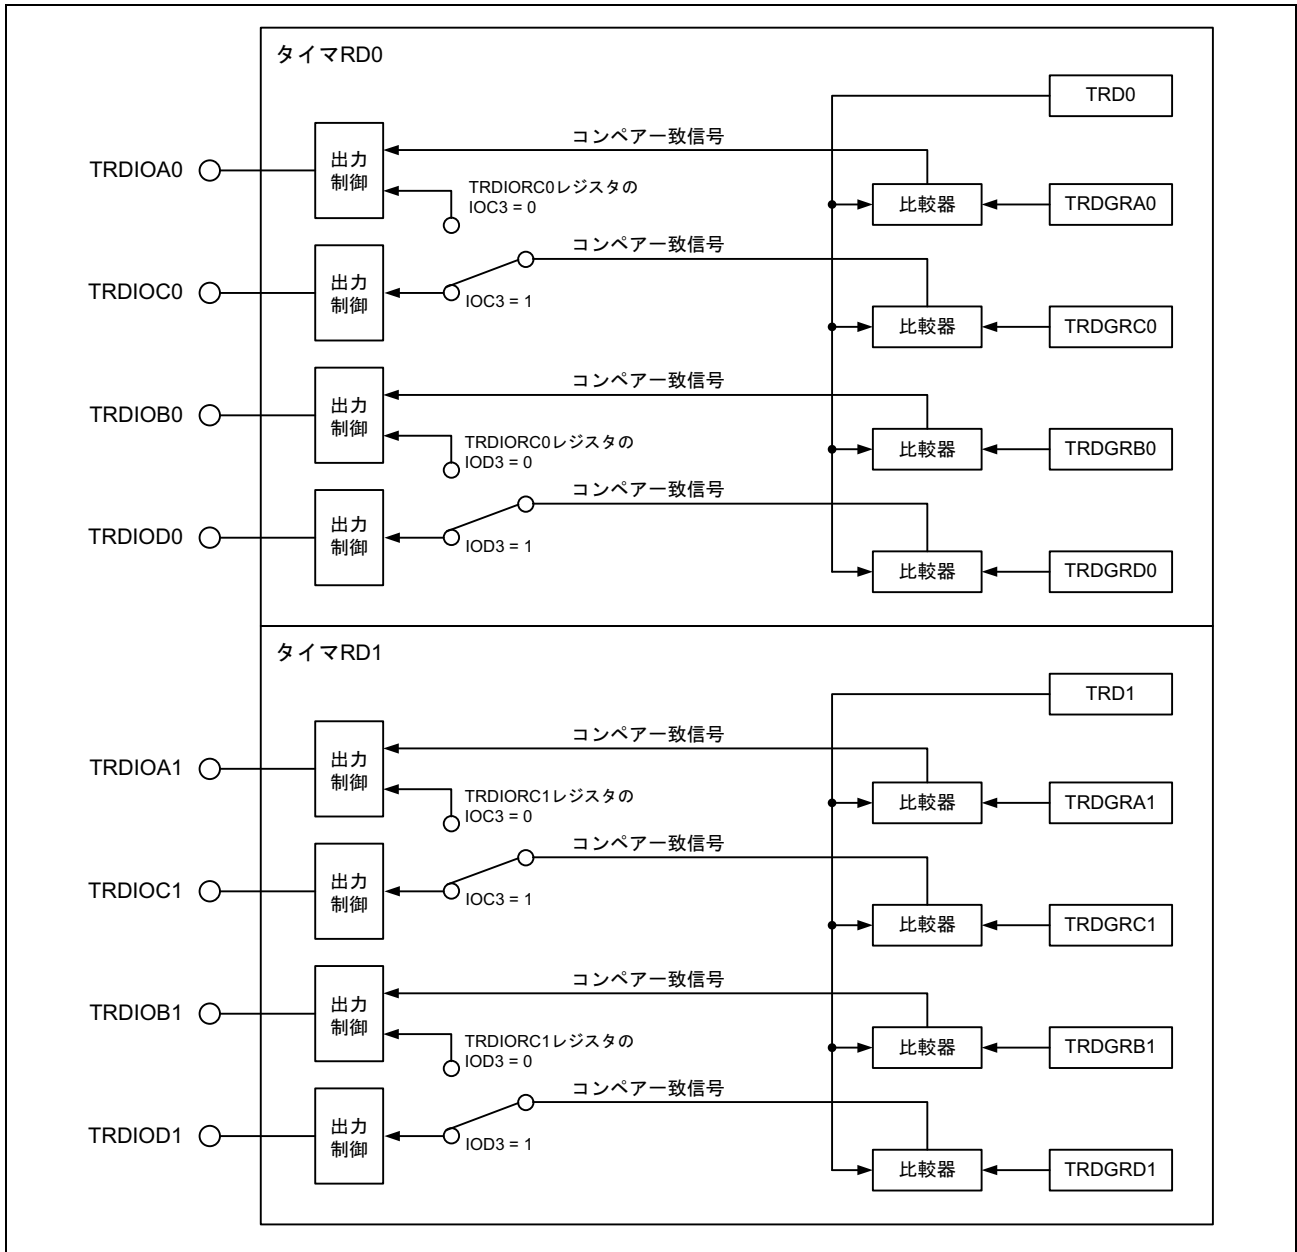 タイマRD0
TRD0
コンペア一致信号
TRDIOA0
出力
制御
TRDIORC0レジスタの
IOC3 = 0
比較器
TRDGRA0
コンペア一致信号
TRDIOC0
出力
制御
IOC3 = 1
比較器
TRDGRC0
コンペア一致信号
TRDIOB0
出力
制御
TRDIORC0レジスタの
IOD3 = 0
比較器
TRDGRB0
コンペア一致信号
TRDIOD0
出力
制御
IOD3 = 1
比較器
TRDGRD0
タイマRD1
TRD1
コンペア一致信号
TRDIOA1
出力
制御
TRDIORC1レジスタの
IOC3 = 0
比較器
TRDGRA1
コンペア一致信号
TRDIOC1
出力
制御
IOC3 = 1
比較器
TRDGRC1
コンペア一致信号
TRDIOB1
出力
制御
TRDIORC1レジスタの
IOD3 = 0
比較器
TRDGRB1
コンペア一致信号
TRDIOD1
出力
制御
IOD3 = 1
比較器
TRDGRD1